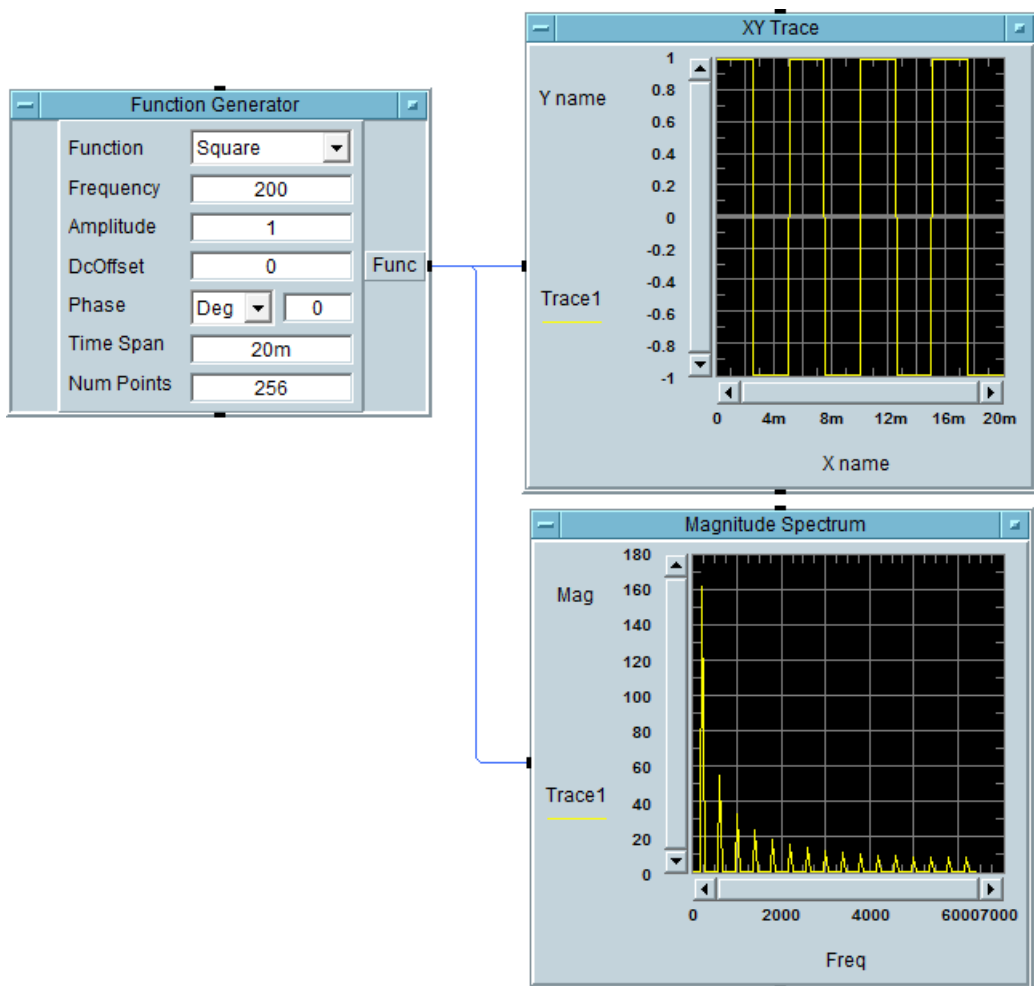 Function Generator
Function Square
Frequency 200
Amplitude 1
DcOffset 0
Phase Deg 0
Time Span 20m
Num Points 256
Func
XY Trace
Y name
Trace1
1
0.8
0.6
0.4
0.2
0
-0.2
-0.4
-0.6
-0.8
-1
0 4m 8m 12m 16m 20m
X name
Magnitude Spectrum
Mag
Trace1
180
160
140
120
100
80
60
40
20
0
0 2000 4000 60007000
Freq